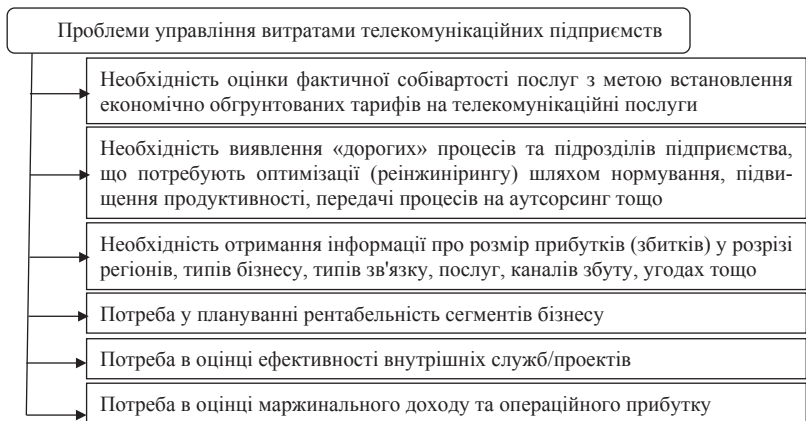 Проблеми управління витратами телекомунікаційних підприємств
Необхідність оцінки фактичної собівартості послуг з метою встановлення
економічно обгрунтованих тарифів на телекомунікаційні послуги
Необхідність виявлення «дорогих» процесів та підрозділів підприємства,
що потребують оптимізації (реінжинірингу) шляхом нормування, підви-
щення продуктивності, передачі процесів на аутсорсинг тощо
Необхідність отримання інформації про розмір прибутків (збитків) у розрізі
регіонів, типів бізнесу, типів зв'язку, послуг, каналів збуту, угодах тощо
Потреба у плануванні рентабельність сегментів бізнесу
Потреба в оцінці ефективності внутрішніх служб/проектів
Потреба в оцінці маржинального доходу та операційного прибутку